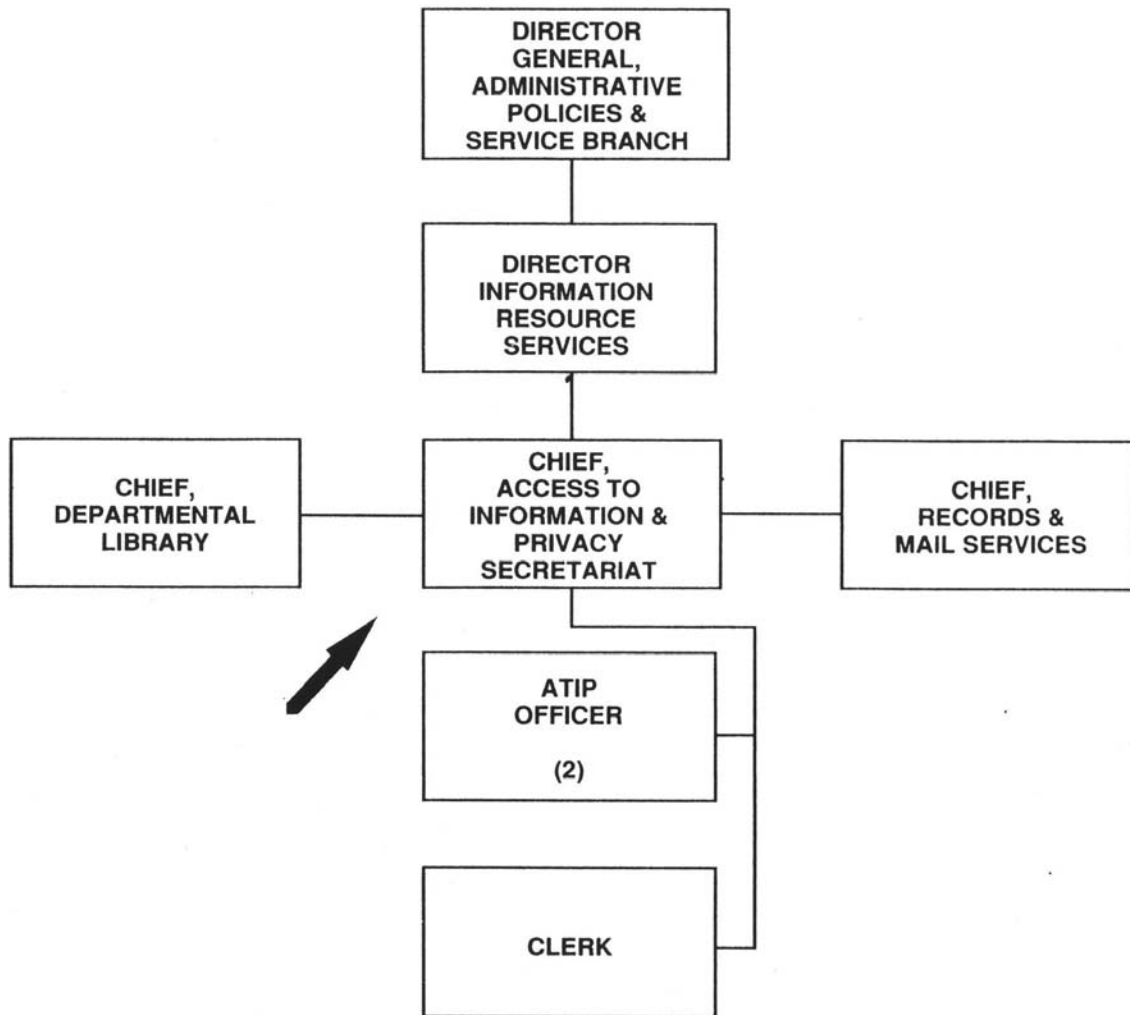 DIRECTOR
GENERAL,
ADMINISTRATIVE
POLICIES &
SERVICE BRANCH
DIRECTOR
INFORMATION
RESOURCE
SERVICES
CHIEF,
DEPARTMENTAL
LIBRARY
CHIEF,
ACCESS TO
INFORMATION &
PRIVACY
SECRETARIAT
CHIEF,
RECORDS &
MAIL SERVICES
ATIP
OFFICER
(2)
CLERK